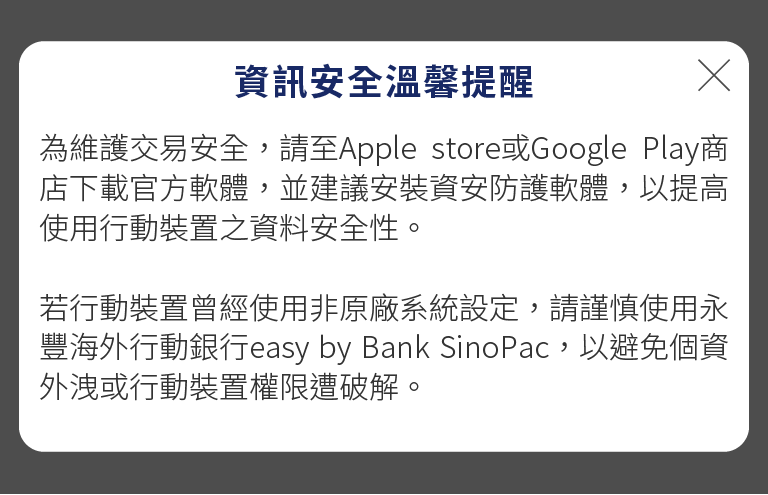 資訊安全溫馨提醒
為維護交易安全，請至Apple store或Google Play商
店下載官方軟體，並建議安裝資安防護軟體，以提高
使用行動裝置之資料安全性。
若行動裝置曾經使用非原廠系統設定，請謹慎使用永
豐海外行動銀行easy by Bank SinoPac，以避免個資
外洩或行動裝置權限遭破解。